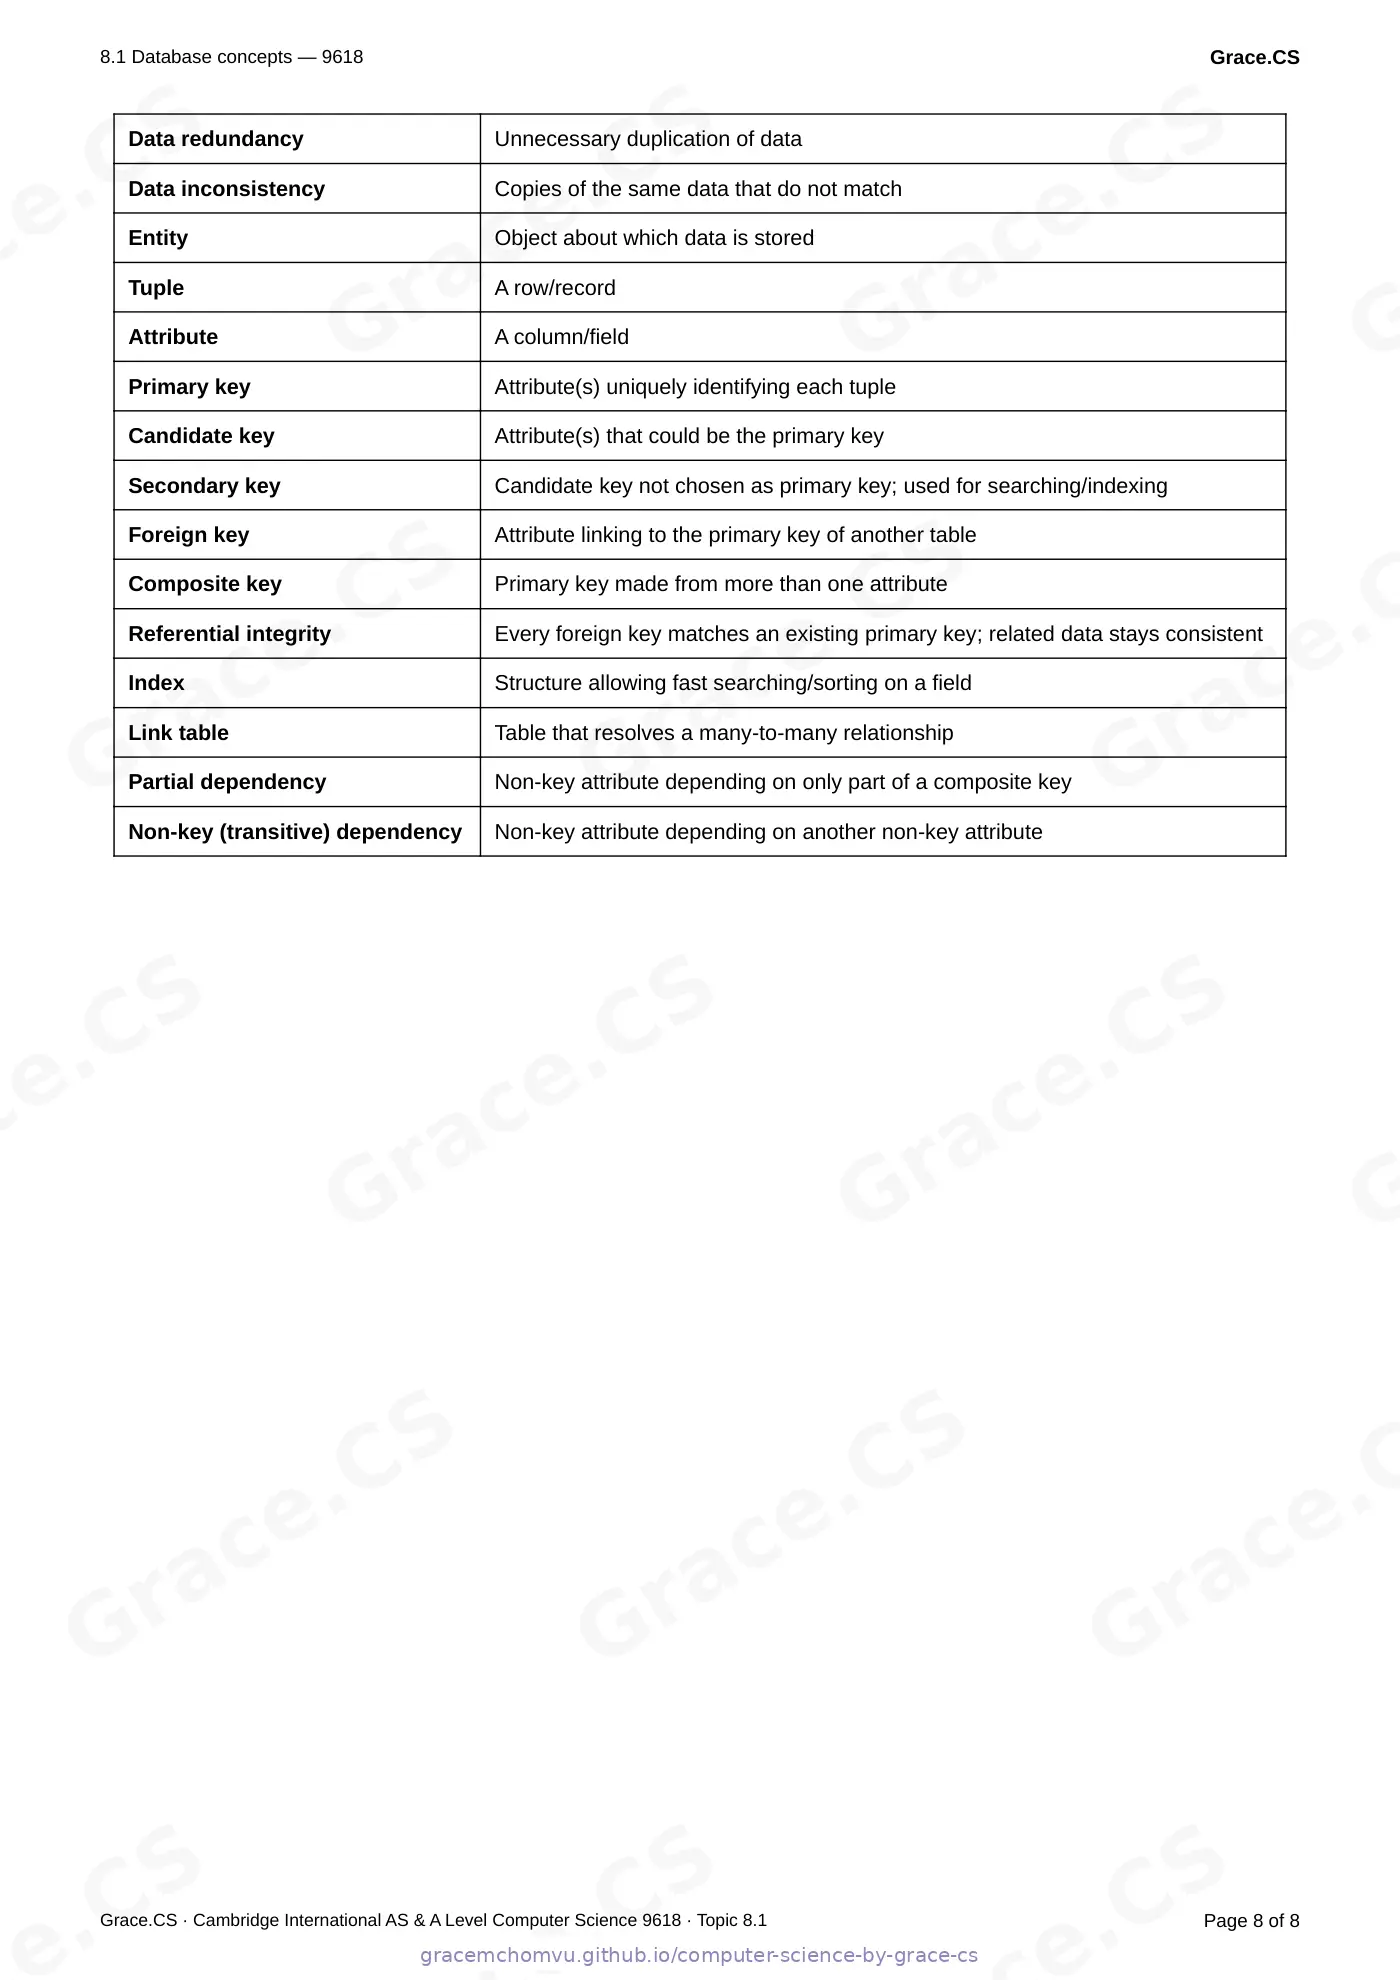 8.1 Database concepts — 9618 Grace.CS
Data redundancy Unnecessary duplication of data
Data inconsistency Copies of the same data that do not match
Entity Object about which data is stored
Tuple A row/record
Attribute A column/field
Primary key Attribute(s) uniquely identifying each tuple
Candidate key Attribute(s) that could be the primary key
Secondary key Candidate key not chosen as primary key; used for searching/indexing
Foreign key Attribute linking to the primary key of another table
Composite key Primary key made from more than one attribute
Referential integrity Every foreign key matches an existing primary key; related data stays consistent
Index Structure allowing fast searching/sorting on a field
Link table Table that resolves a many-to-many relationship
Partial dependency Non-key attribute depending on only part of a composite key
Non-key (transitive) dependency Non-key attribute depending on another non-key attribute
Grace.CS · Cambridge International AS & A Level Computer Science 9618 · Topic 8.1 Page 8 of 8
gracemchomvu.github.io/computer-science-by-grace-cs